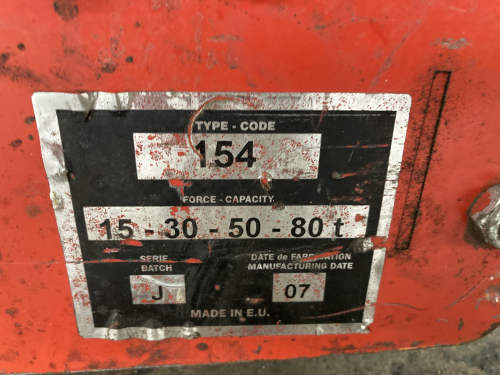 TYPE - CODE
154
FORCE - CAPACITY
15 - 30 - 50 - 80 t
SERIE
BATCH
J
DATE de FABRICATION
MANUFACTURING DATE
07
MADE IN E.U.